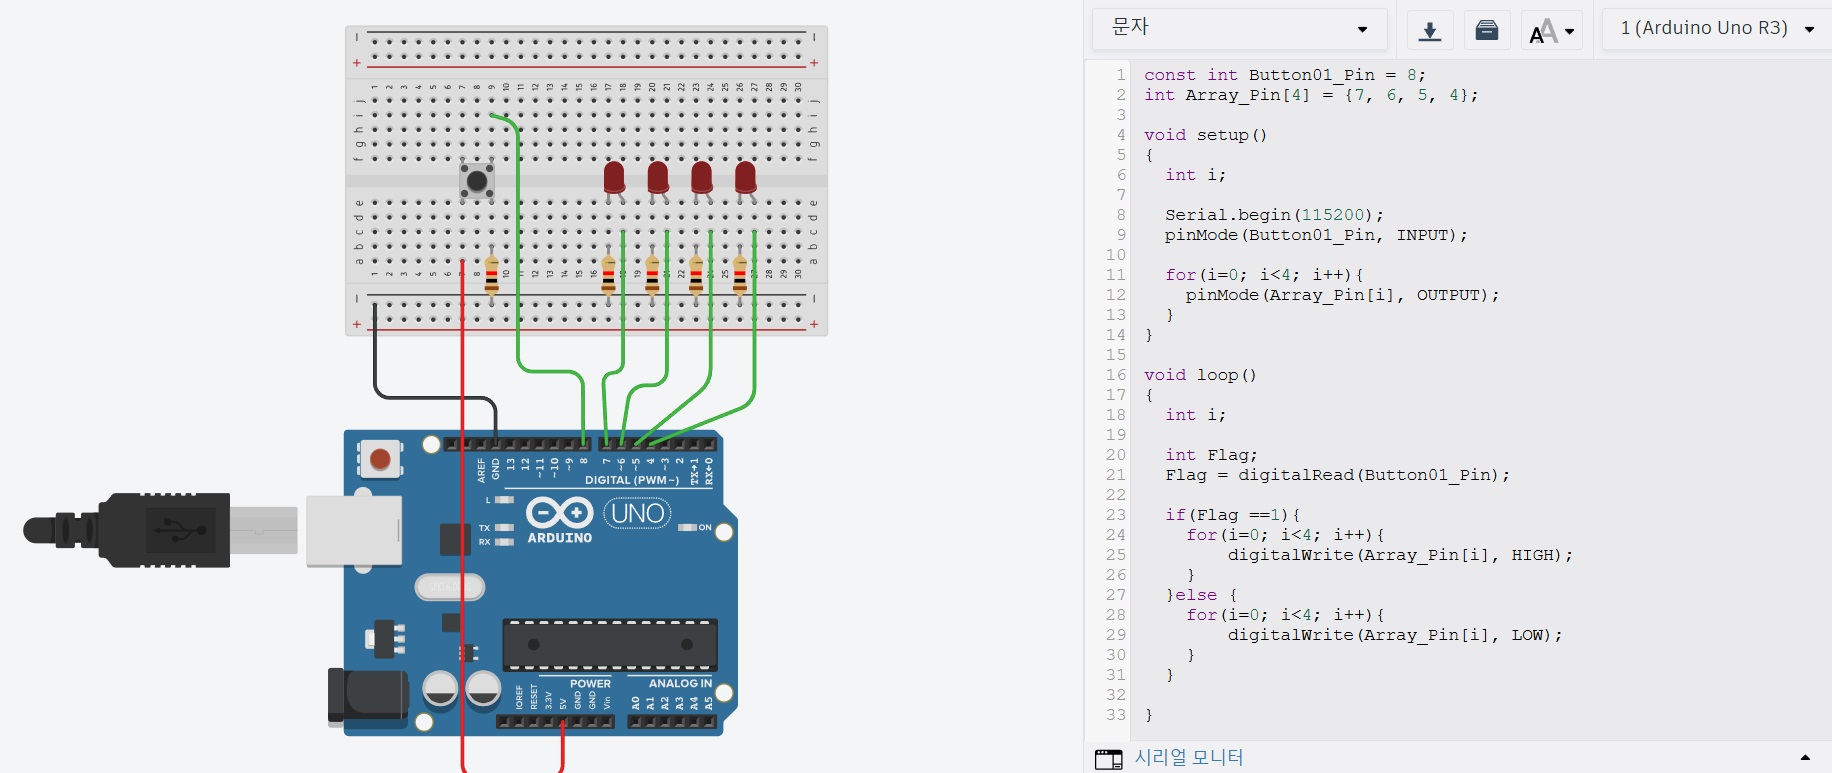 문자
1 (Arduino Uno R3)
1 const int Button01_Pin = 8;
2 int Array_Pin[4] = {7, 6, 5, 4};
3
4 void setup()
5 {
6 int i;
7
8 Serial.begin(115200);
9 pinMode(Button01_Pin, INPUT);
10
11 for(i=0; i<4; i++){
12 pinMode(Array_Pin[i], OUTPUT);
13 }
14 }
15
16 void loop()
17 {
18 int i;
19
20 int Flag;
21 Flag = digitalRead(Button01_Pin);
22
23 if(Flag ==1){
24 for(i=0; i<4; i++){
25 digitalWrite(Array_Pin[i], HIGH);
26 }
27 }else {
28 for(i=0; i<4; i++){
29 digitalWrite(Array_Pin[i], LOW);
30 }
31 }
32
33 }
시리얼 모니터
AREF GND 13 12 ~11 ~10 ~9 8 7 ~6 ~5 4 ~3 2 TX→1 RX←0
DIGITAL (PWM~)
L
TX
RX
UNO
ON
ARDUINO
POWER
ANALOG IN
IOREF RESET 3.3V 5V GND GND Vin A0 A1 A2 A3 A4 A5